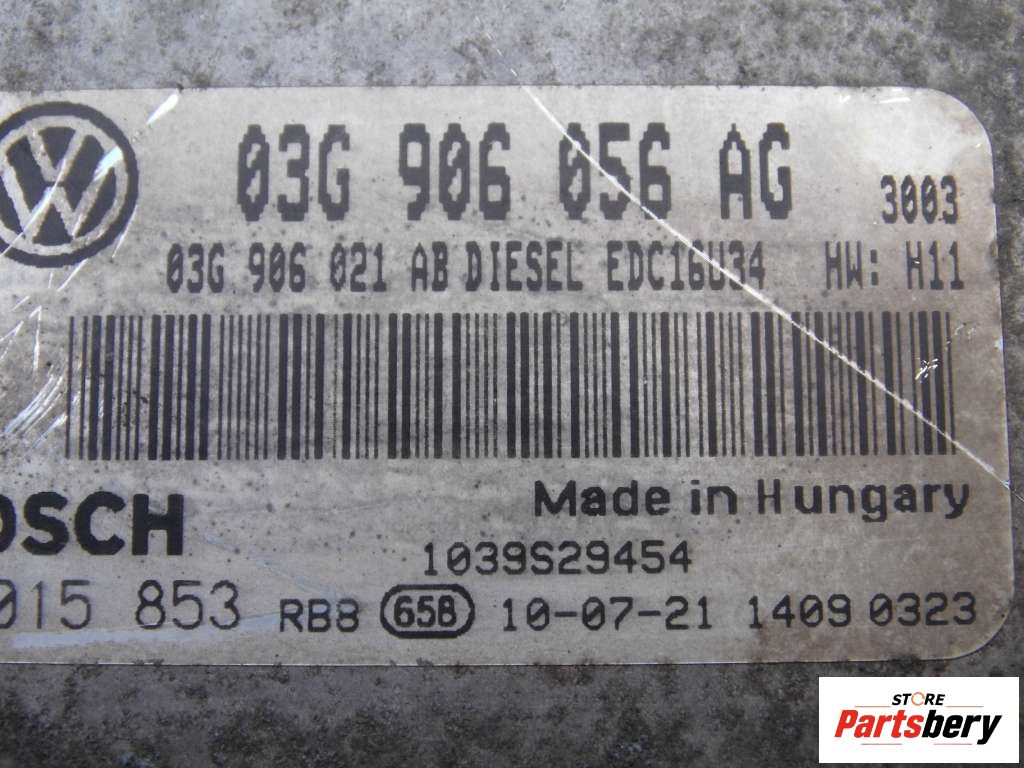 03G 906 056 AG 3003
03G 906 021 AB DIESEL EDC16U34 HW: H11
Made in Hungary
OSCH
1039S29454
015 853 RB8 658 10-07-21 1409 0323
STORE
Partsbery